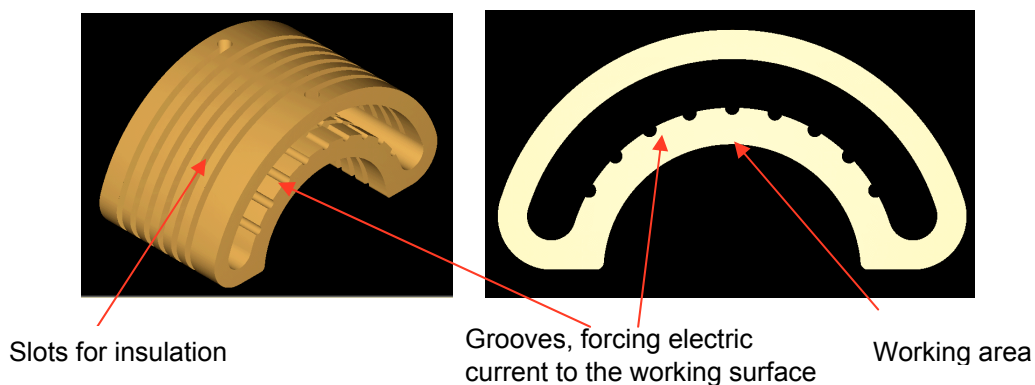 Slots for insulation
Grooves, forcing electric
current to the working surface
Working area